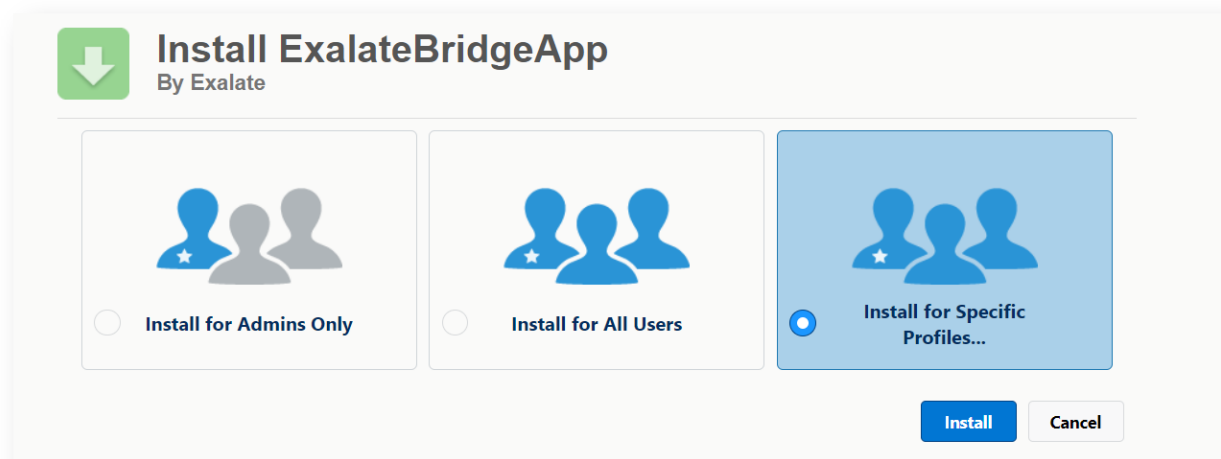 Install ExalateBridgeApp
By Exalate
Install for Admins Only
Install for All Users
Install for Specific
Profiles...
Install
Cancel